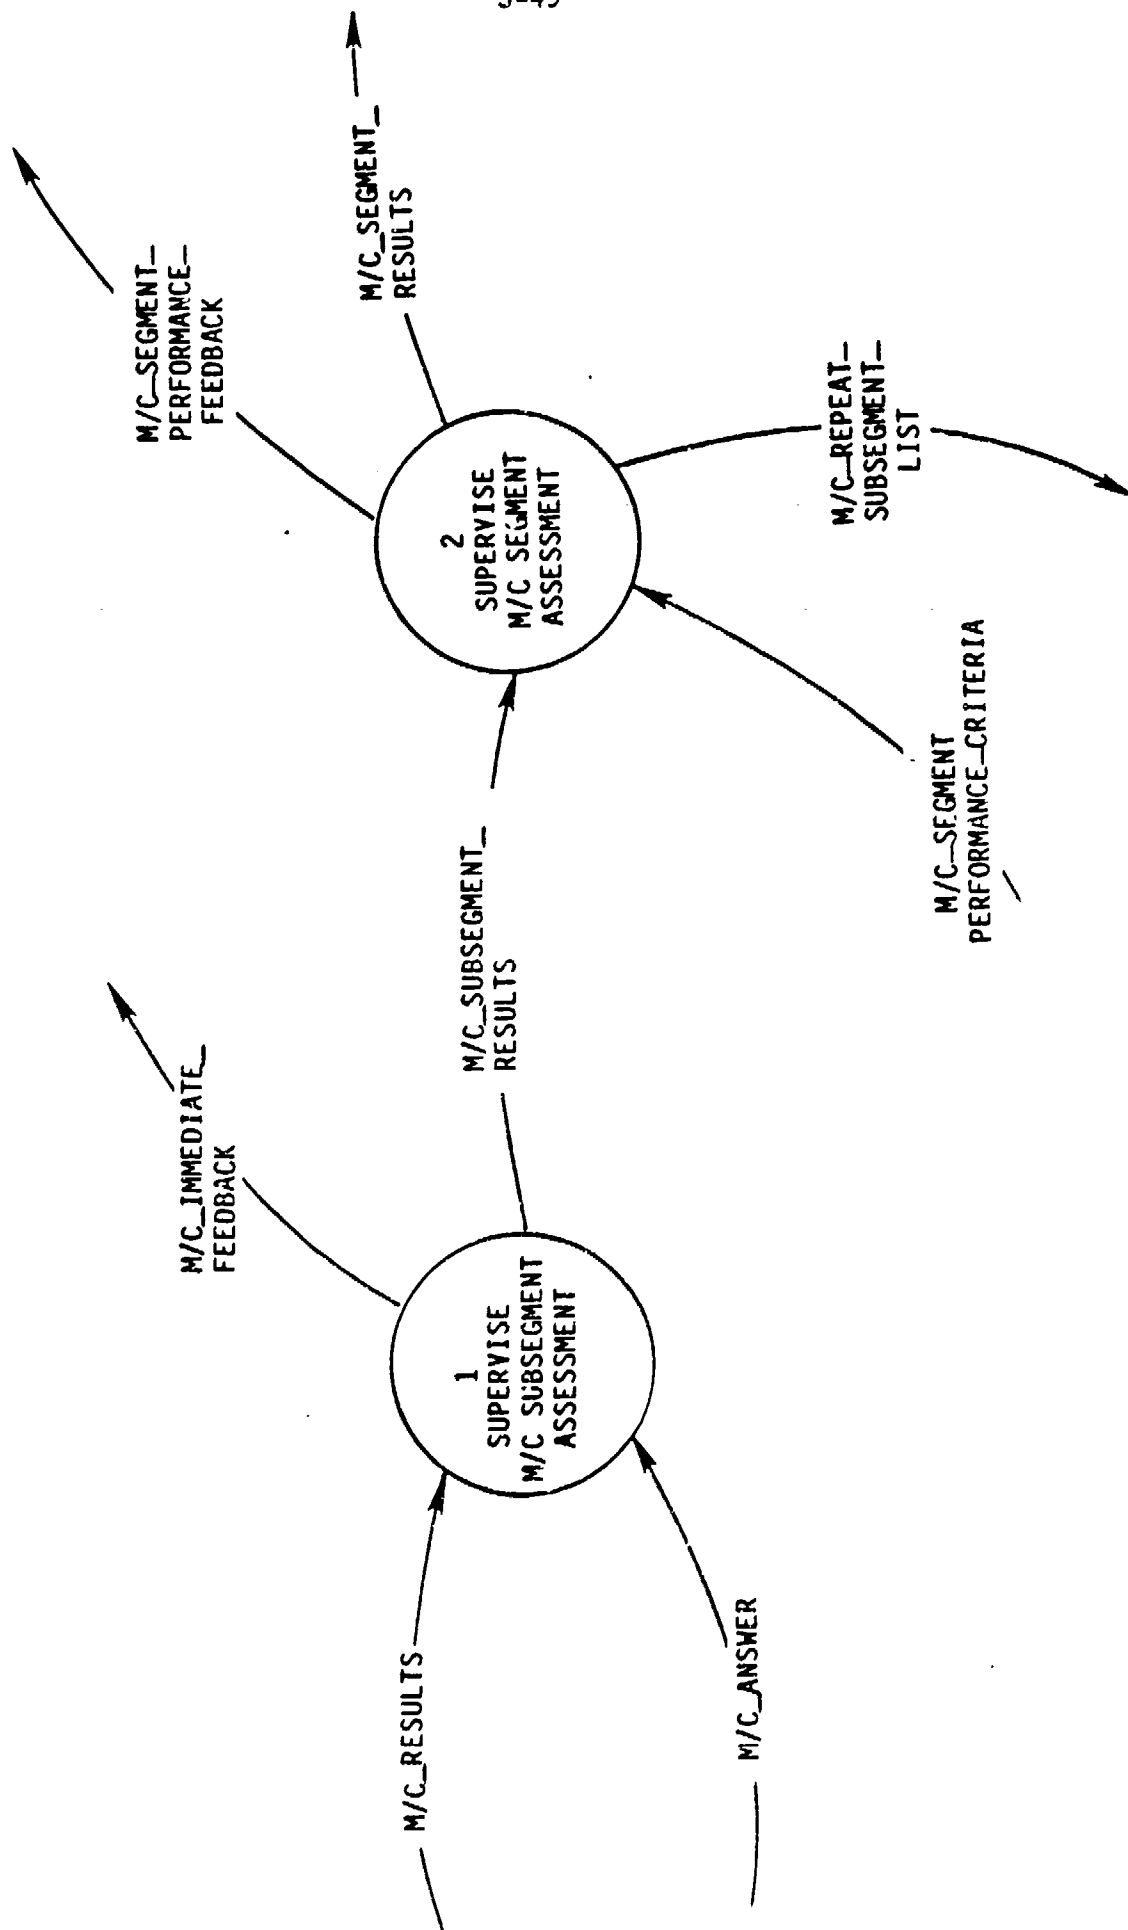 M/C_RESULTS
M/C_ANSWER
1
SUPERVISE
M/C SUBSEGMENT
ASSESSMENT
M/C_IMMEDIATE_
FEEDBACK
M/C_SUBSEGMENT_
RESULTS
2
SUPERVISE
M/C SEGMENT
ASSESSMENT
M/C_SEGMENT_
PERFORMANCE_
FEEDBACK
M/C_SEGMENT_
RESULTS
M/C_REPEAT_
SUBSEGMENT_
LIST
M/C_SEGMENT
PERFORMANCE_CRITERIA